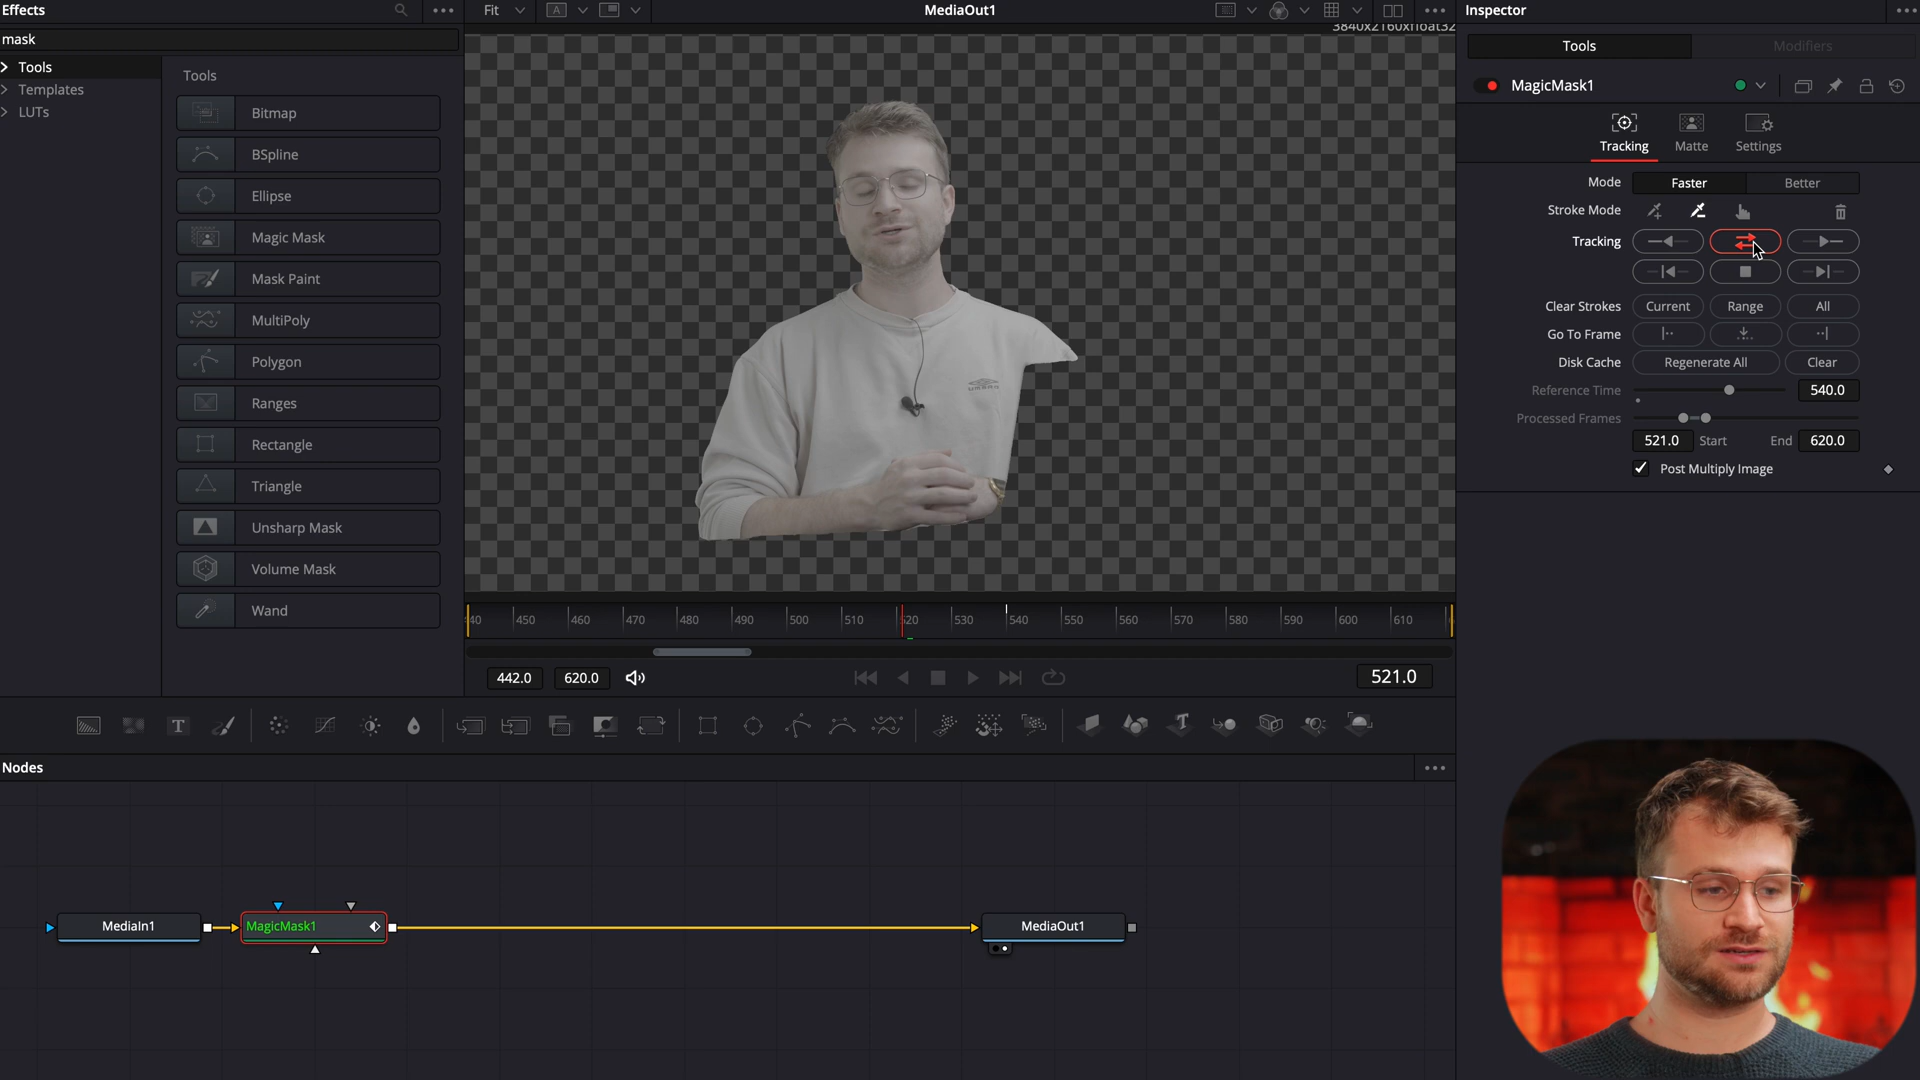 Effects
Fit
A
MediaOut1
Inspector
3840x2160xfloat32
mask
Tools
Modifiers
Tools
Templates
LUTs
Tools
Bitmap
BSpline
Ellipse
Magic Mask
Mask Paint
MultiPoly
Polygon
Ranges
Rectangle
Triangle
Unsharp Mask
Volume Mask
Wand
MagicMask1
Tracking
Matte
Settings
Mode
Faster
Better
Stroke Mode
Tracking
Clear Strokes
Current
Range
All
Go To Frame
Disk Cache
Regenerate All
Clear
Reference Time
540.0
Processed Frames
521.0
Start
End
620.0
Post Multiply Image
UMBRO
40 450 460 470 480 490 500 510 520 530 540 550 560 570 580 590 600 610
442.0
620.0
521.0
T
Nodes
MediaIn1
MagicMask1
MediaOut1